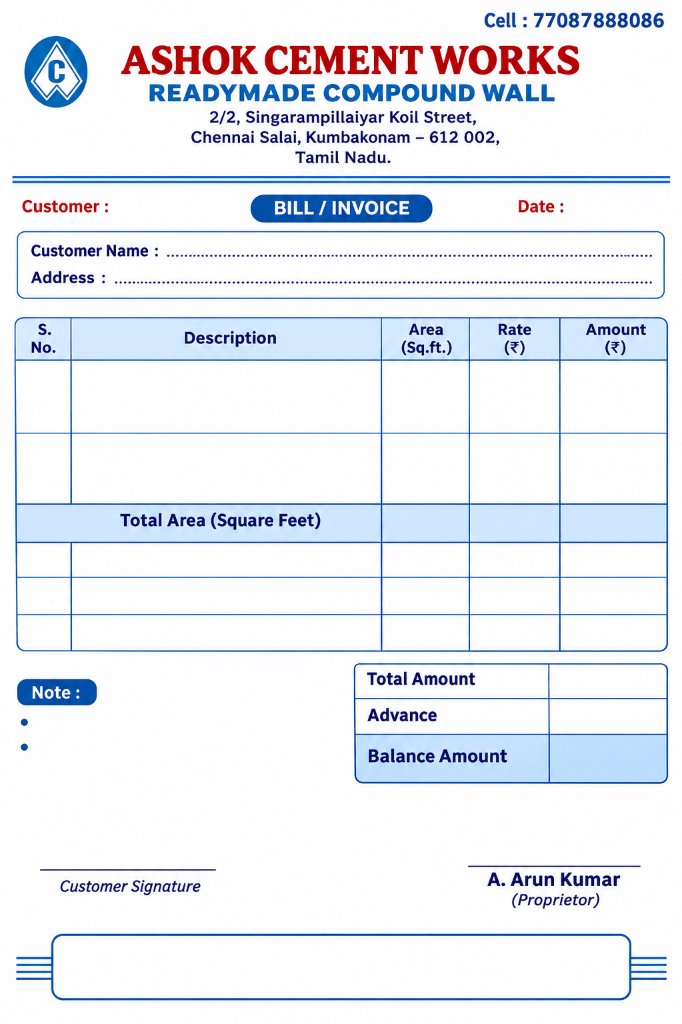 Cell : 77087888086
C
ASHOK CEMENT WORKS
READYMADE COMPOUND WALL
2/2, Singarampillaiyar Koil Street,
Chennai Salai, Kumbakonam – 612 002,
Tamil Nadu.
Customer :
BILL / INVOICE
Date :
Customer Name :
Address :
S. No.
Description
Area (Sq.ft.)
Rate (₹)
Amount (₹)
Total Area (Square Feet)
Total Amount
Note :
Advance
Balance Amount
Customer Signature
A. Arun Kumar
(Proprietor)